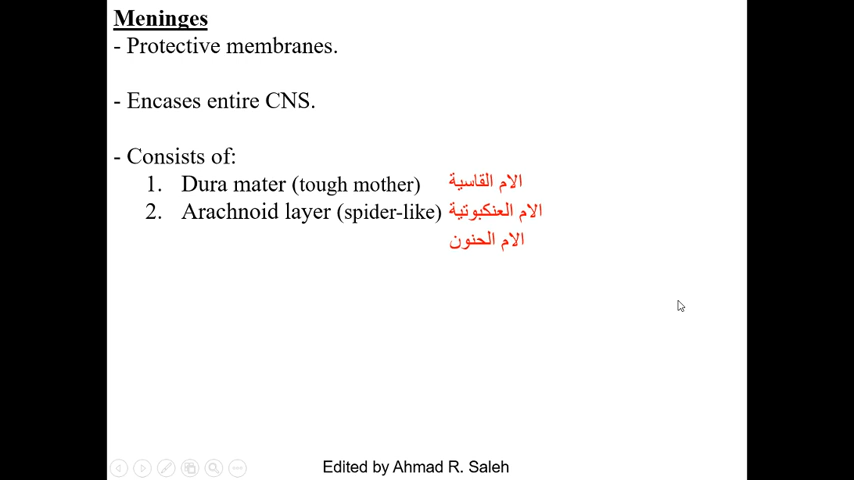 Meninges
- Protective membranes.
- Encases entire CNS.
- Consists of:
1. Dura mater (tough mother) الام القاسية
2. Arachnoid layer (spider-like) الام العنكبوتية
الام الحنون
Edited by Ahmad R. Saleh